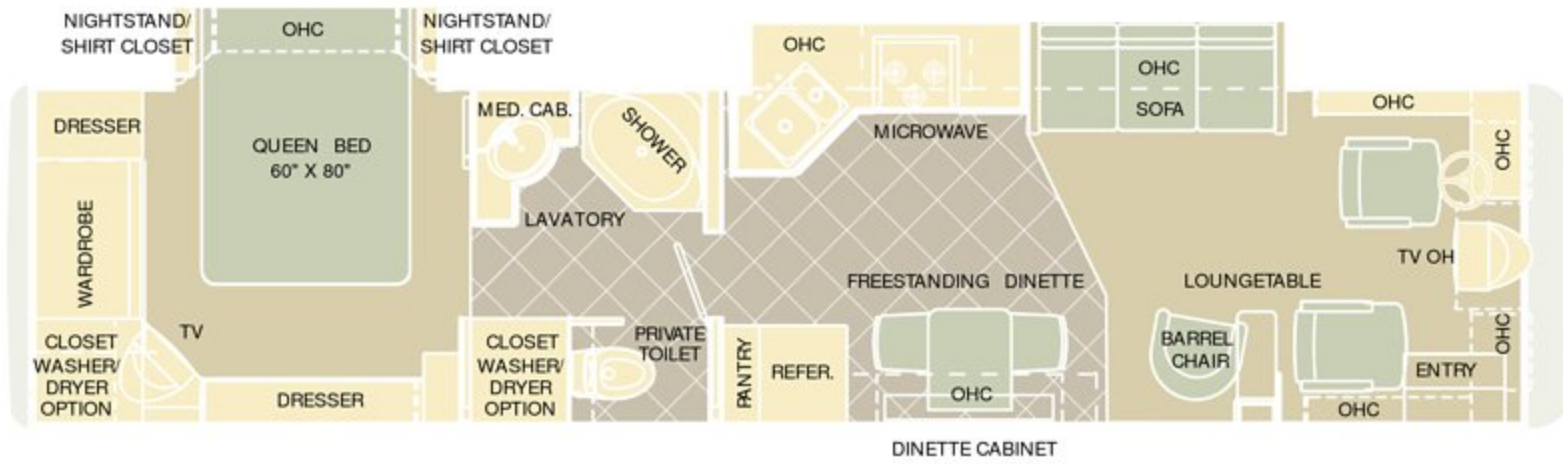 NIGHTSTAND/
SHIRT CLOSET
OHC
NIGHTSTAND/
SHIRT CLOSET
DRESSER
QUEEN BED
60" X 80"
WARDROBE
TV
CLOSET
WASHER/
DRYER
OPTION
DRESSER
MED. CAB.
SHOWER
LAVATORY
CLOSET
WASHER/
DRYER
OPTION
PRIVATE
TOILET
OHC
MICROWAVE
PANTRY
REFER.
FREESTANDING DINETTE
OHC
DINETTE CABINET
OHC
SOFA
OHC
OHC
TV OH
LOUNGETABLE
BARREL
CHAIR
OHC
ENTRY
OHC